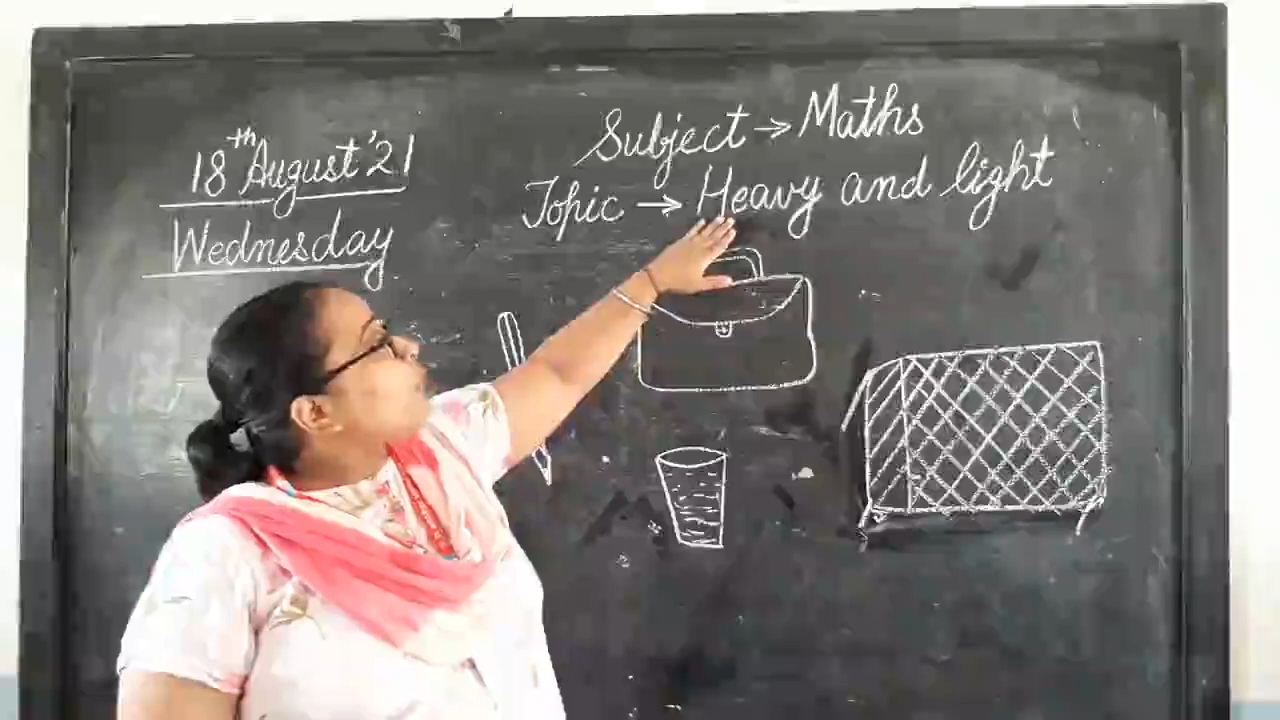 18th August '21
Wednesday
Subject → Maths
Topic → Heavy and light